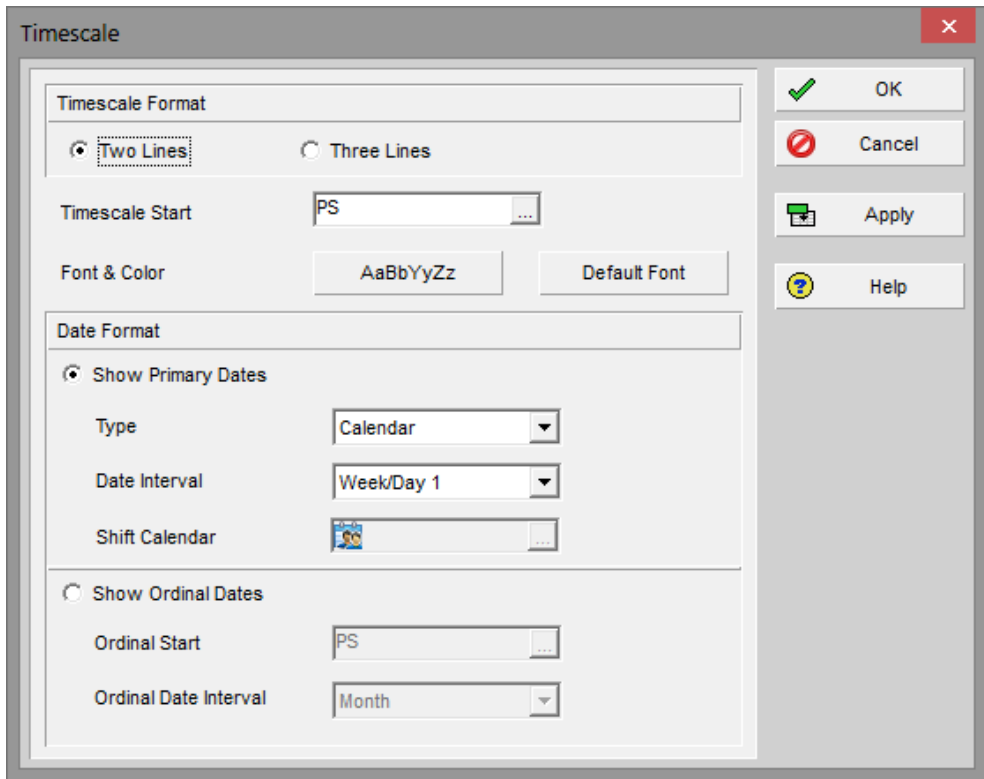 Timescale
Timescale Format
Two Lines
Three Lines
Timescale Start
PS
...
Font & Color
AaBbYyZz
Default Font
Date Format
Show Primary Dates
Type
Calendar
Date Interval
Week/Day 1
Shift Calendar
...
Show Ordinal Dates
Ordinal Start
PS
...
Ordinal Date Interval
Month
OK
Cancel
Apply
? Help